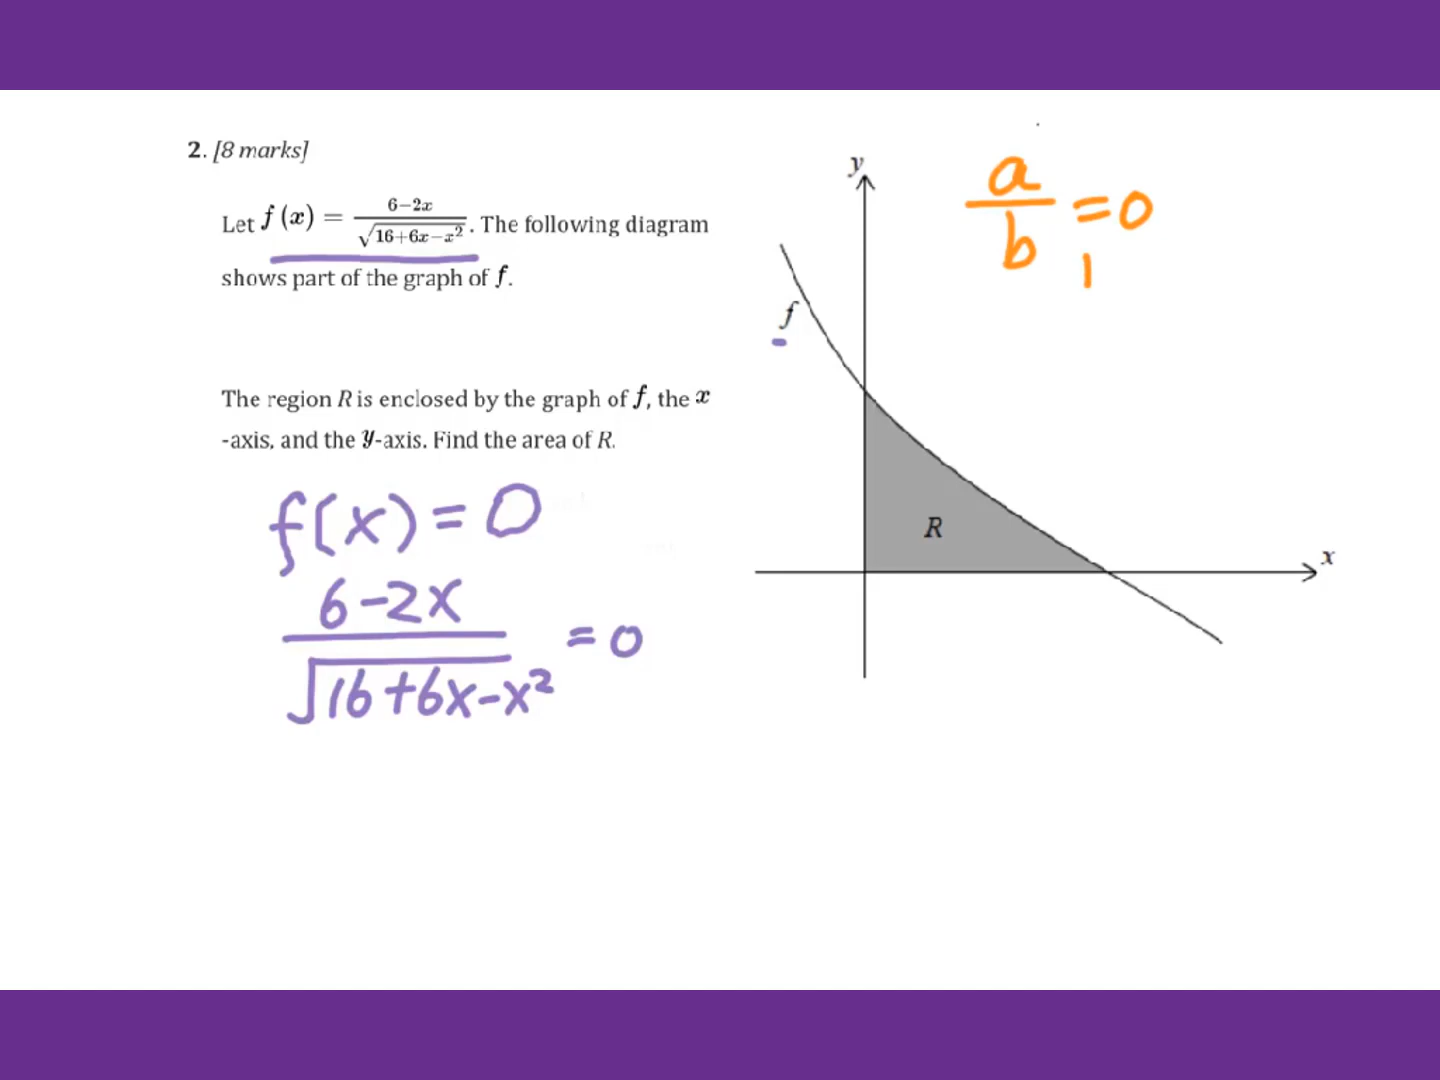 2. [8 marks]
Let f (x) = 6−2x / √16+6x−x². The following diagram
shows part of the graph of f.
The region R is enclosed by the graph of f, the x
-axis, and the y-axis. Find the area of R.
f(x) = 0
6-2x / √16+6x-x² = 0
y
a / b = 0
1
f
R
x